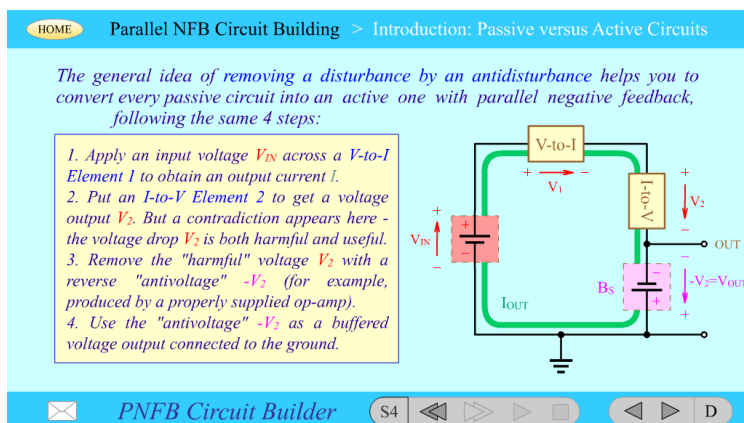 HOME
Parallel NFB Circuit Building > Introduction: Passive versus Active Circuits
The general idea of removing a disturbance by an antidisturbance helps you to
convert every passive circuit into an active one with parallel negative feedback,
following the same 4 steps:
1. Apply an input voltage VIN across a V-to-I
Element 1 to obtain an output current I.
2. Put an I-to-V Element 2 to get a voltage
output V2. But a contradiction appears here -
the voltage drop V2 is both harmful and useful.
3. Remove the "harmful" voltage V2 with a
reverse "antivoltage" -V2 (for example,
produced by a properly supplied op-amp).
4. Use the "antivoltage" -V2 as a buffered
voltage output connected to the ground.
V-to-I
+ −
V1
I-to-V
+
V2
−
+
VIN
−
+
−
OUT
−
+
BS
−
-V2=VOUT
+
IOUT
PNFB Circuit Builder
S4
D